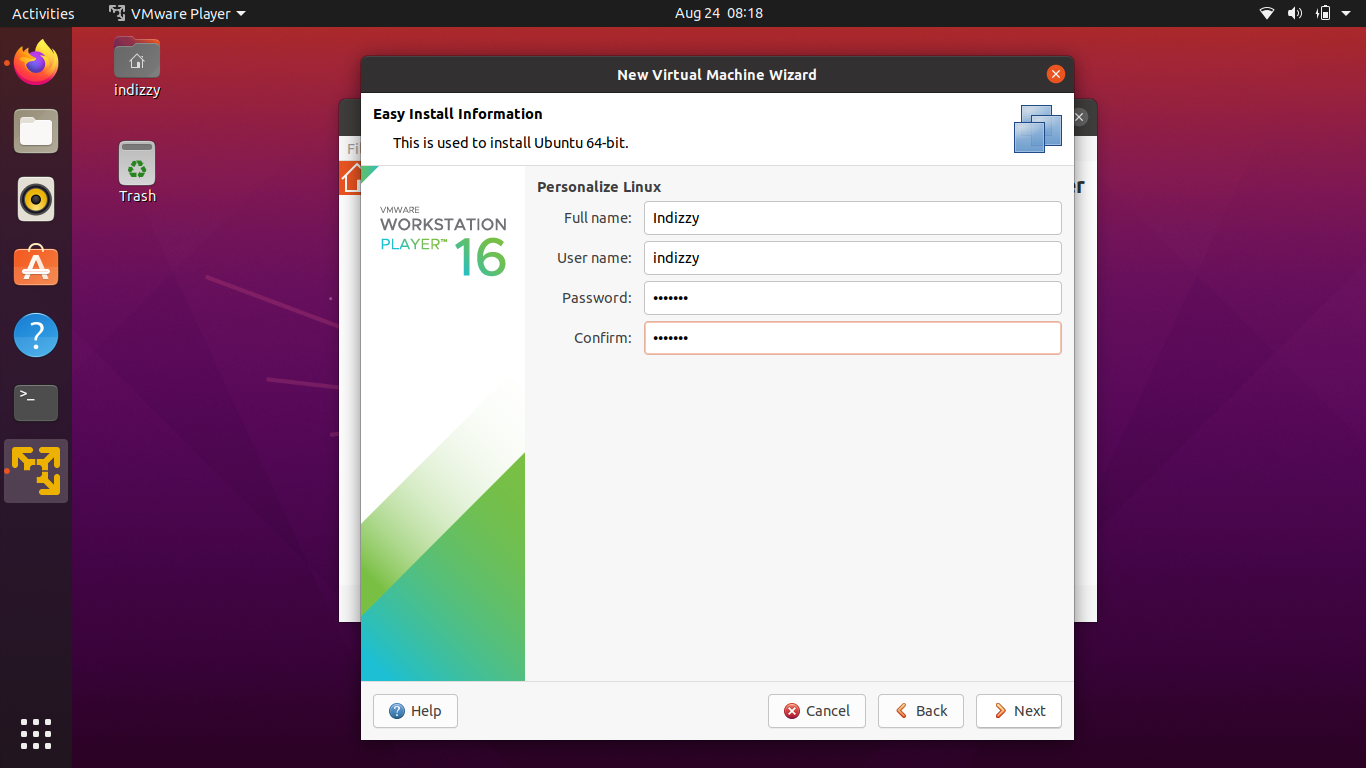 Activities
VMware Player
Aug 24 08:18
indizzy
Trash
New Virtual Machine Wizard
Easy Install Information
This is used to install Ubuntu 64-bit.
VMWARE
WORKSTATION
PLAYER™ 16
Personalize Linux
Full name: Indizzy
User name: indizzy
Password: •••••••
Confirm: •••••••
Help
Cancel
Back
Next